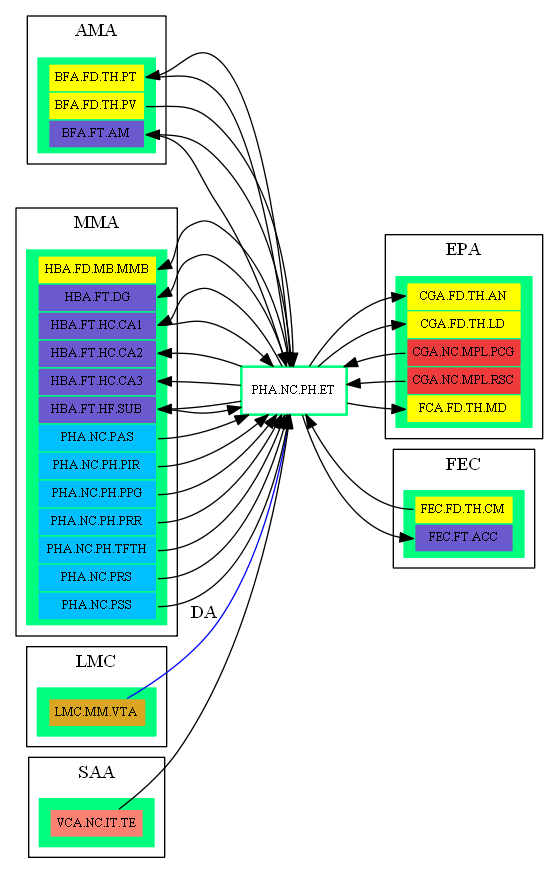 AMA
BFA.FD.TH.PT
BFA.FD.TH.PV
BFA.FT.AM
MMA
HBA.FD.MB.MMB
HBA.FT.DG
HBA.FT.HC.CA1
HBA.FT.HC.CA2
HBA.FT.HC.CA3
HBA.FT.HF.SUB
PHA.NC.PAS
PHA.NC.PH.PIR
PHA.NC.PH.PPG
PHA.NC.PH.PRR
PHA.NC.PH.TFTH
PHA.NC.PRS
PHA.NC.PSS
LMC
LMC.MM.VTA
SAA
VCA.NC.IT.TE
DA
PHA.NC.PH.ET
EPA
CGA.FD.TH.AN
CGA.FD.TH.LD
CGA.NC.MPL.PCG
CGA.NC.MPL.RSC
FCA.FD.TH.MD
FEC
FEC.FD.TH.CM
FEC.FT.ACC